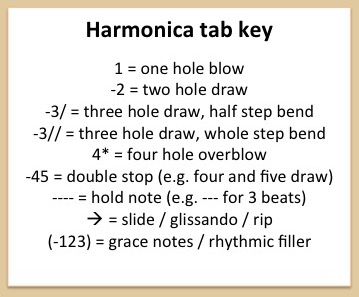 Harmonica tab key
1 = one hole blow
-2 = two hole draw
-3/ = three hole draw, half step bend
-3// = three hole draw, whole step bend
4* = four hole overblow
-45 = double stop (e.g. four and five draw)
---- = hold note (e.g. --- for 3 beats)
→ = slide / glissando / rip
(-123) = grace notes / rhythmic filler